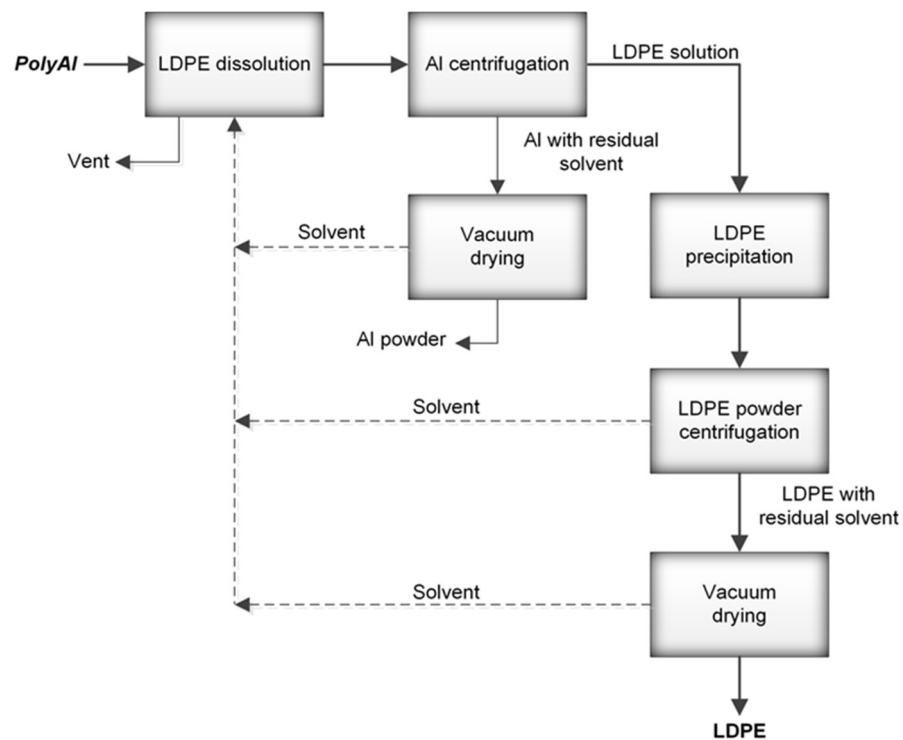 PolyAl
LDPE dissolution
Al centrifugation
LDPE solution
Vent
Al with residual
solvent
Solvent
Vacuum
drying
LDPE
precipitation
Al powder
Solvent
LDPE powder
centrifugation
LDPE with
residual solvent
Solvent
Vacuum
drying
LDPE